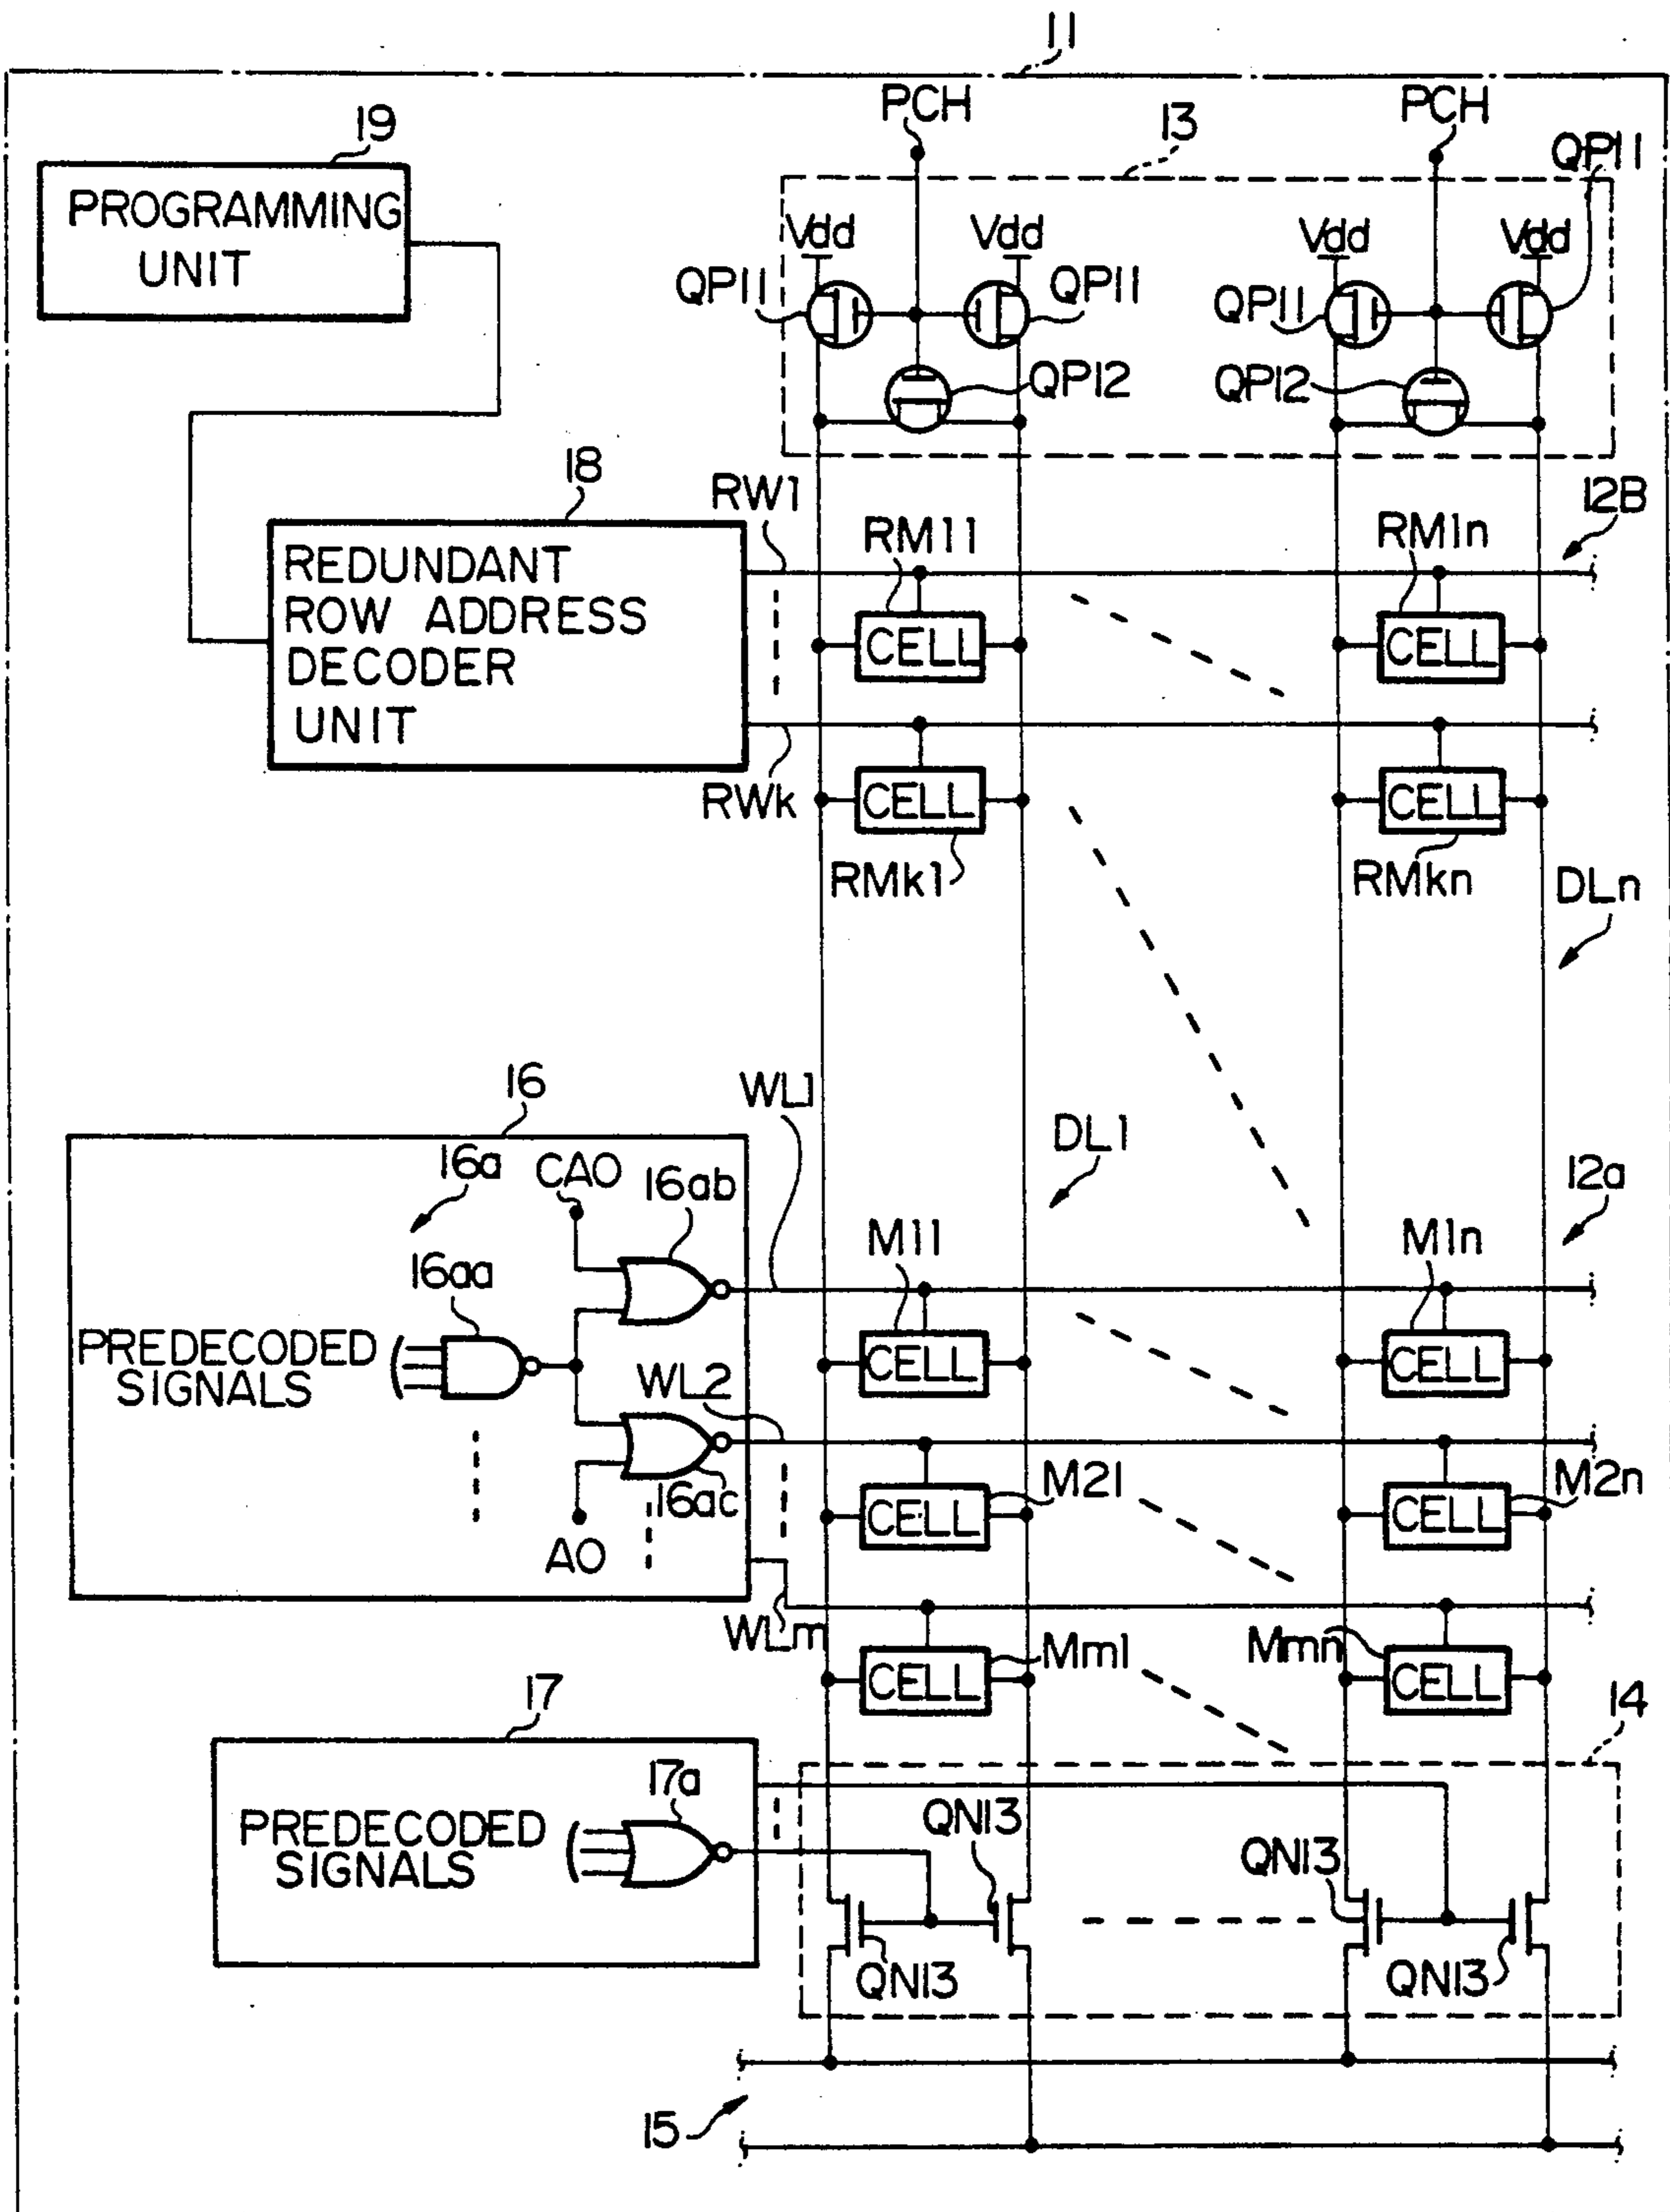 11
PCH
PCH
19
13
QP11
PROGRAMMING
UNIT
Vdd
Vdd
Vdd
Vdd
QP11
QP11
QP11
QP12
QP12
18
RW1
12B
RM11
RM1n
REDUNDANT
ROW ADDRESS
DECODER
UNIT
CELL
CELL
RWk
CELL
CELL
RMk1
RMkn
DLn
16
WL1
DL1
16a
CA0
16ab
12a
M11
M1n
16aa
PREDECODED
SIGNALS
CELL
CELL
WL2
16ac
M21
M2n
CELL
CELL
A0
WLm
Mm1
Mmn
CELL
CELL
17
14
17a
QN13
PREDECODED
SIGNALS
QN13
QN13
QN13
15